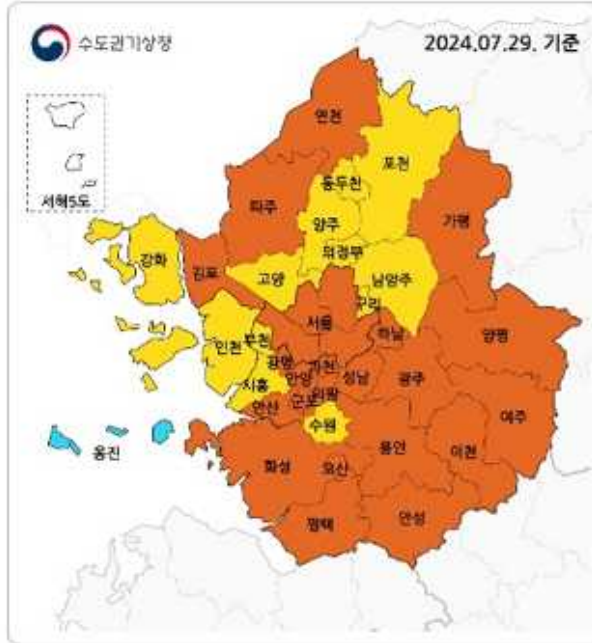 수도권기상청
2024.07.29. 기준
서해5도
연천
포천
동두천
파주
양주
가평
의정부
강화
김포
고양
남양주
구리
서울
하남
양평
인천
부천
광명
과천
성남
광주
시흥
안양
의왕
안산
군포
수원
여주
옹진
용인
이천
화성
오산
평택
안성